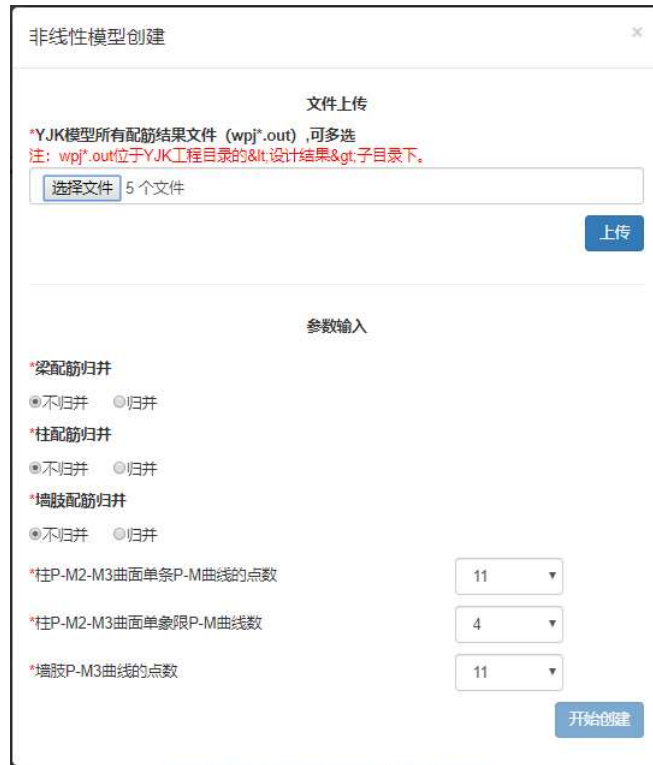 非线性模型创建
×
文件上传
*YJK模型所有配筋结果文件（wpj*.out）,可多选
注：wpj*.out位于YJK工程目录的&lt;设计结果&gt;子目录下。
选择文件 5 个文件
上传
参数输入
*梁配筋归并
不归并 归并
*柱配筋归并
不归并 归并
*墙肢配筋归并
不归并 归并
*柱P-M2-M3曲面单条P-M曲线的点数 11
*柱P-M2-M3曲面单象限P-M曲线数 4
*墙肢P-M3曲线的点数 11
开始创建